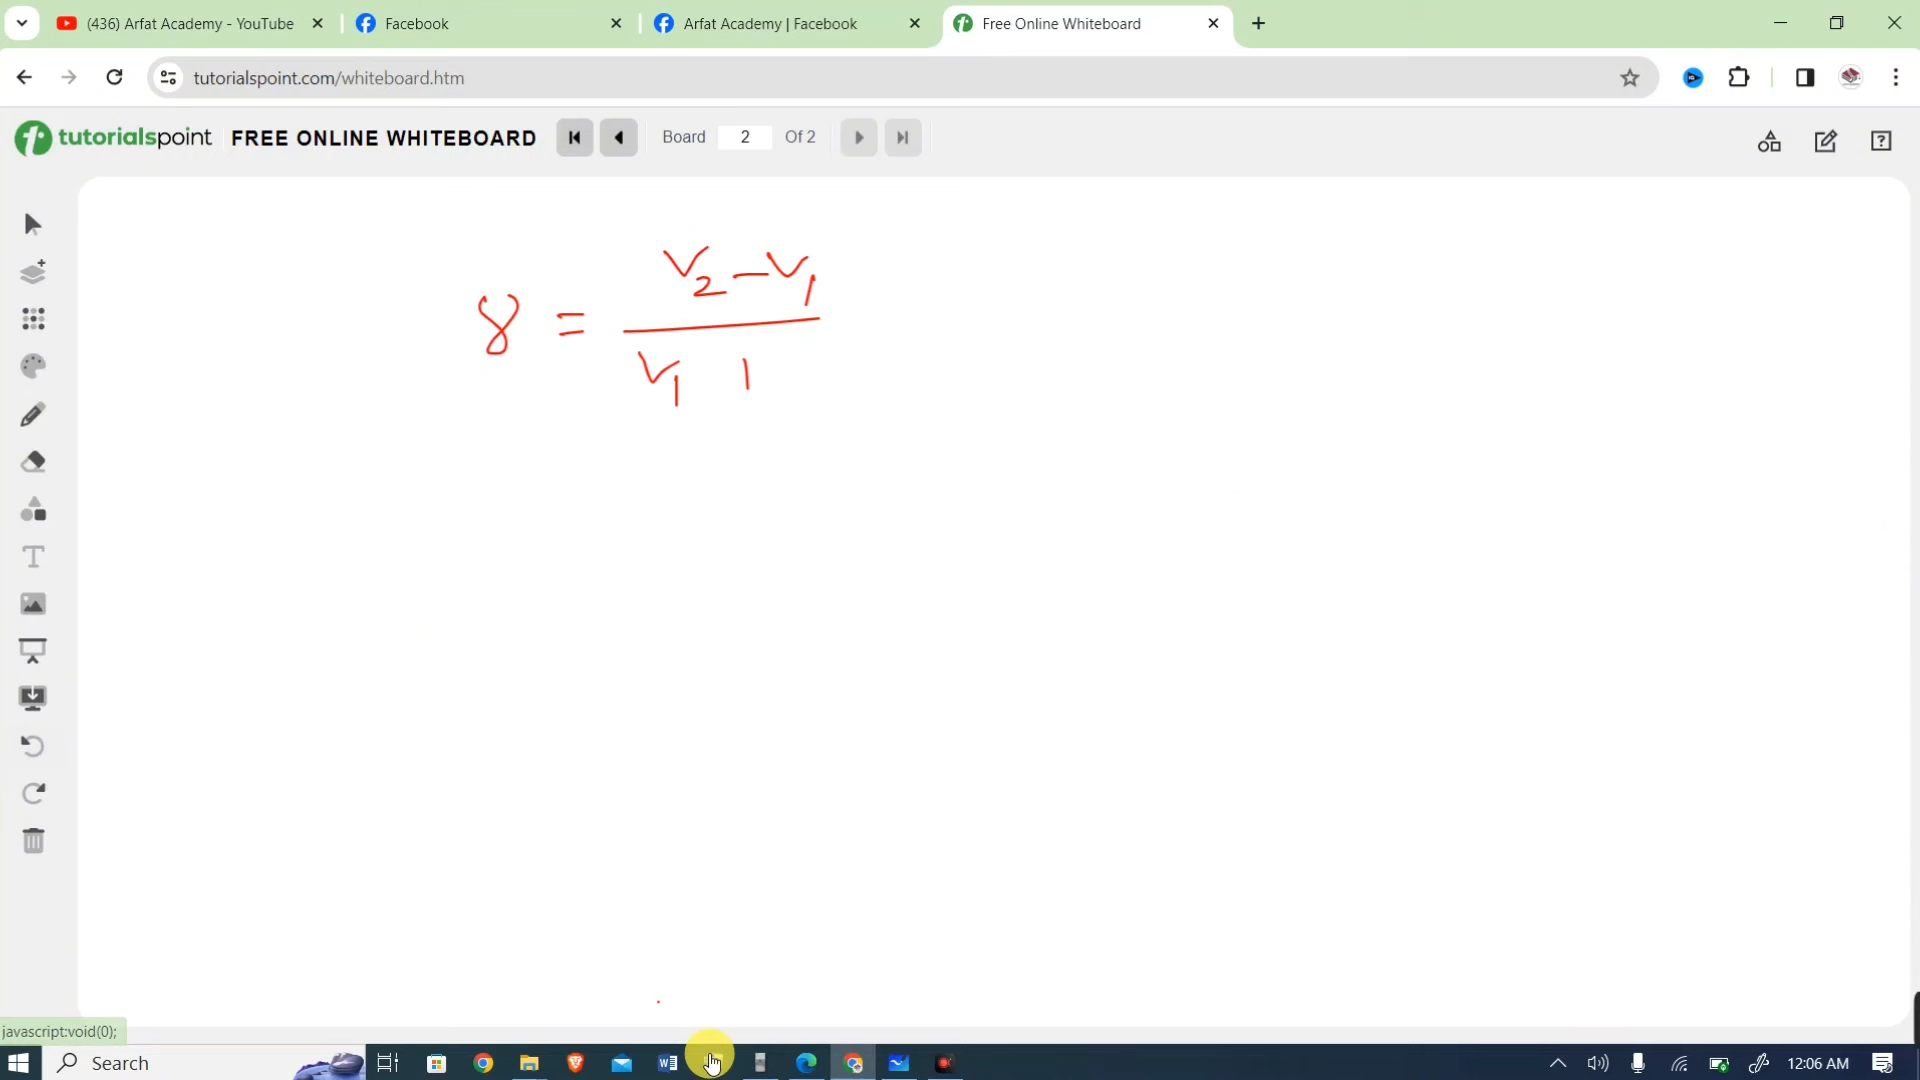 (436) Arfat Academy - YouTube
Facebook
Arfat Academy | Facebook
Free Online Whiteboard
tutorialspoint.com/whiteboard.htm
tutorialspoint FREE ONLINE WHITEBOARD Board 2 Of 2
V₂ – V₁
γ =
V₁ 1
javascript:void(0);
Search
12:06 AM